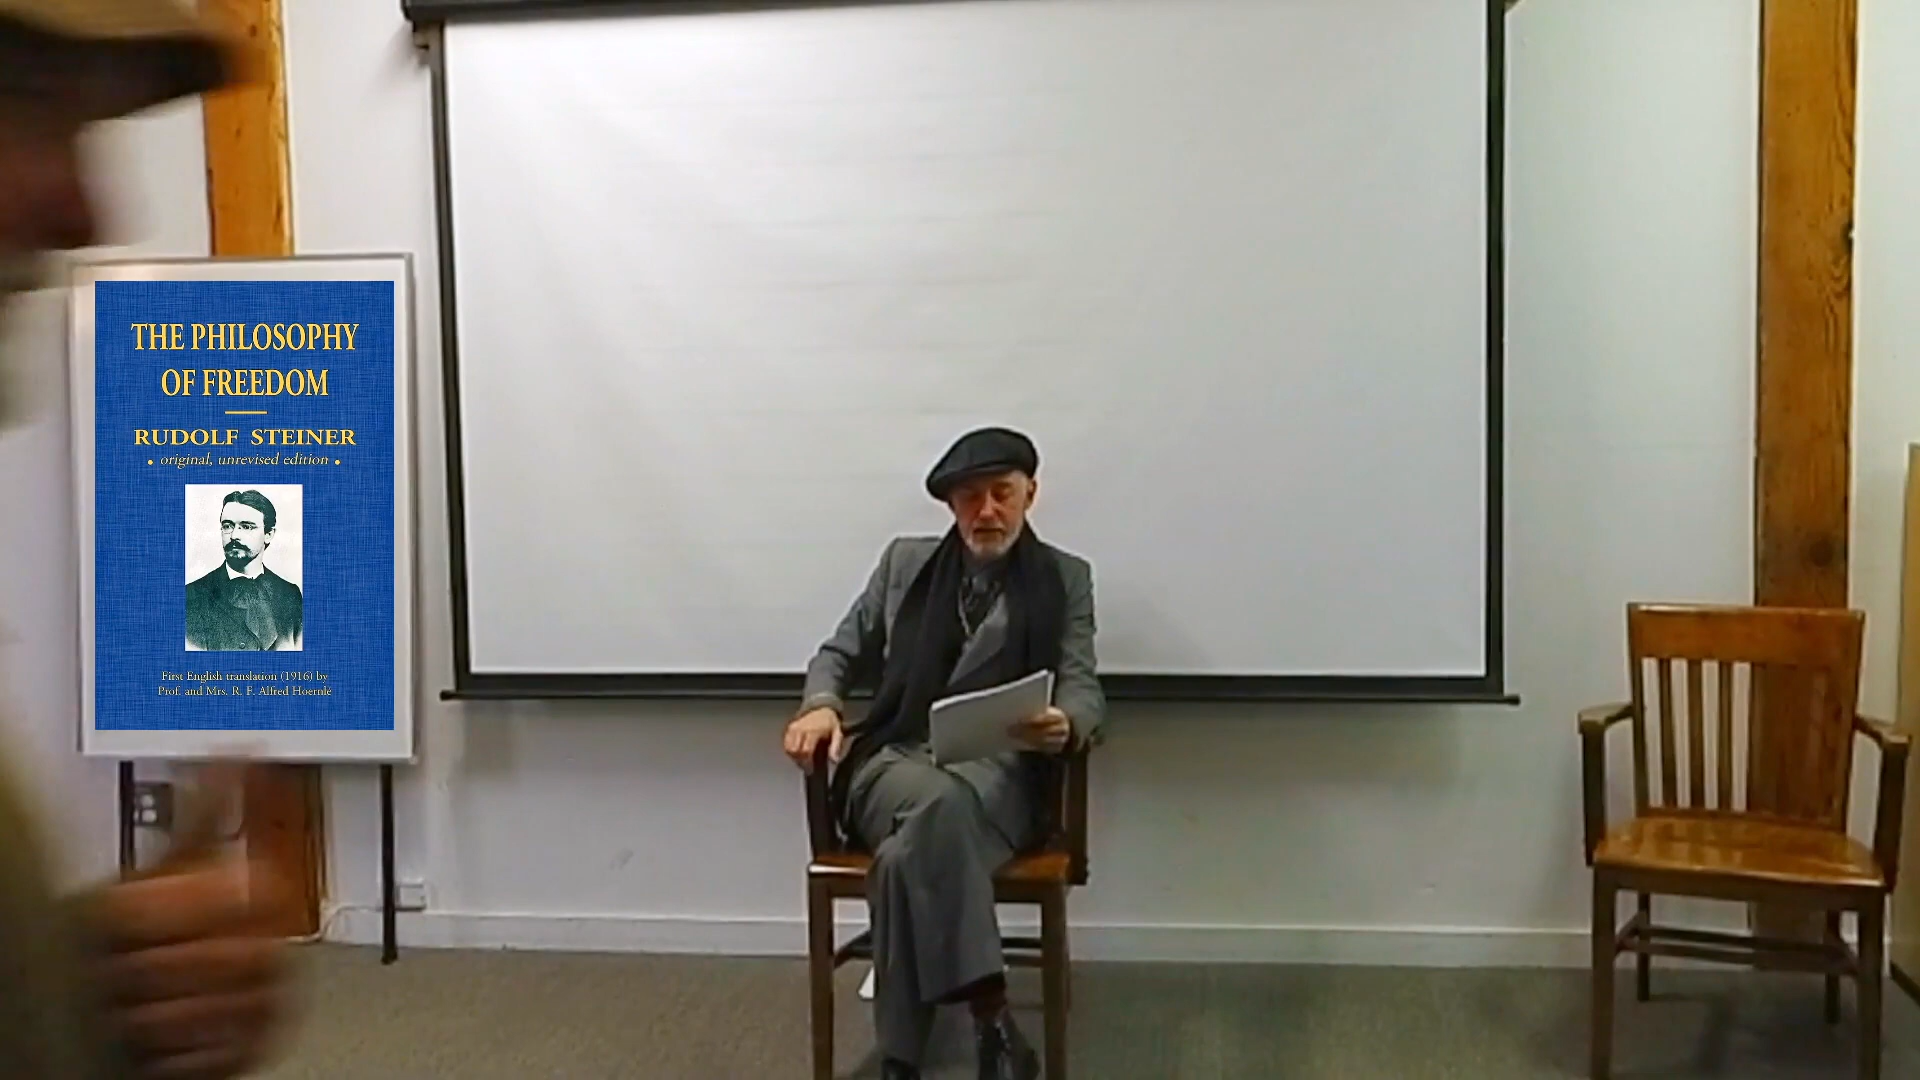 THE PHILOSOPHY
OF FREEDOM
RUDOLF STEINER
• original, unrevised edition •
First English translation (1916) by
Prof. and Mrs. R. F. Alfred Hoernlé